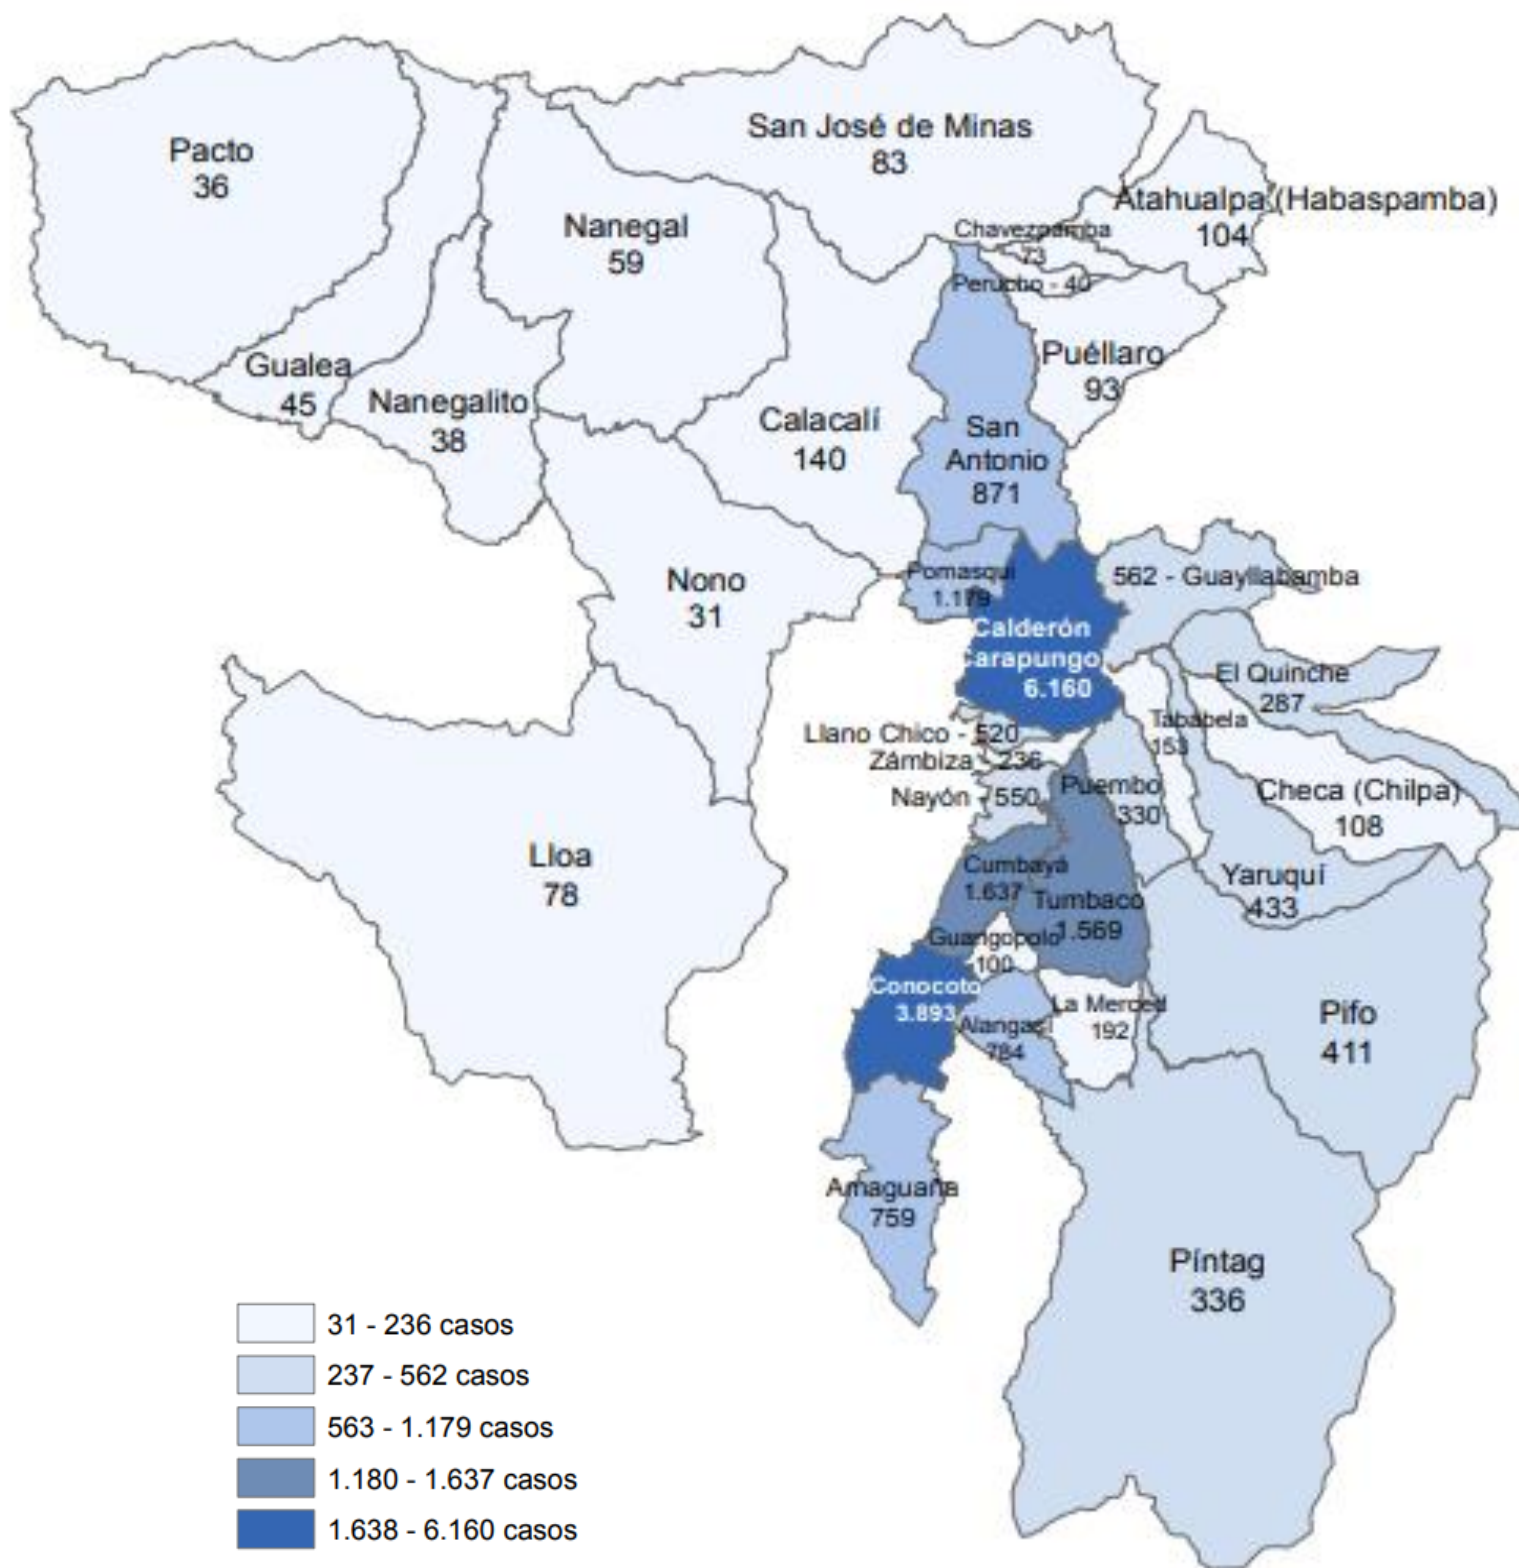 Pacto
36
San José de Minas
83
Atahualpa (Habaspamba)
104
Nanegal
59
Chavezpamba
73
Perucho - 40
Puéllaro
93
Gualea
45
Nanegalito
38
Calacalí
140
San
Antonio
871
Nono
31
Pomasqui
1.179
562 - Guayllabamba
Calderón
Carapungo
6.160
El Quinche
287
Tababela
153
Llano Chico - 520
Zámbiza - 236
Nayón - 550
Puembo
330
Checa (Chilpa)
108
Lloa
78
Cumbayá
1.637
Tumbaco
1.569
Yaruquí
433
Guangopolo
100
Conocoto
3.893
Alangasí
784
La Merced
192
Pifo
411
Amaguaña
759
Píntag
336
31 - 236 casos
237 - 562 casos
563 - 1.179 casos
1.180 - 1.637 casos
1.638 - 6.160 casos